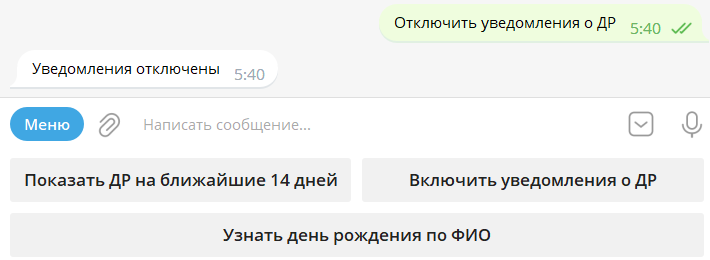 Отключить уведомления о ДР 5:40
Уведомления отключены 5:40
Меню Написать сообщение...
Показать ДР на ближайшие 14 дней Включить уведомления о ДР
Узнать день рождения по ФИО